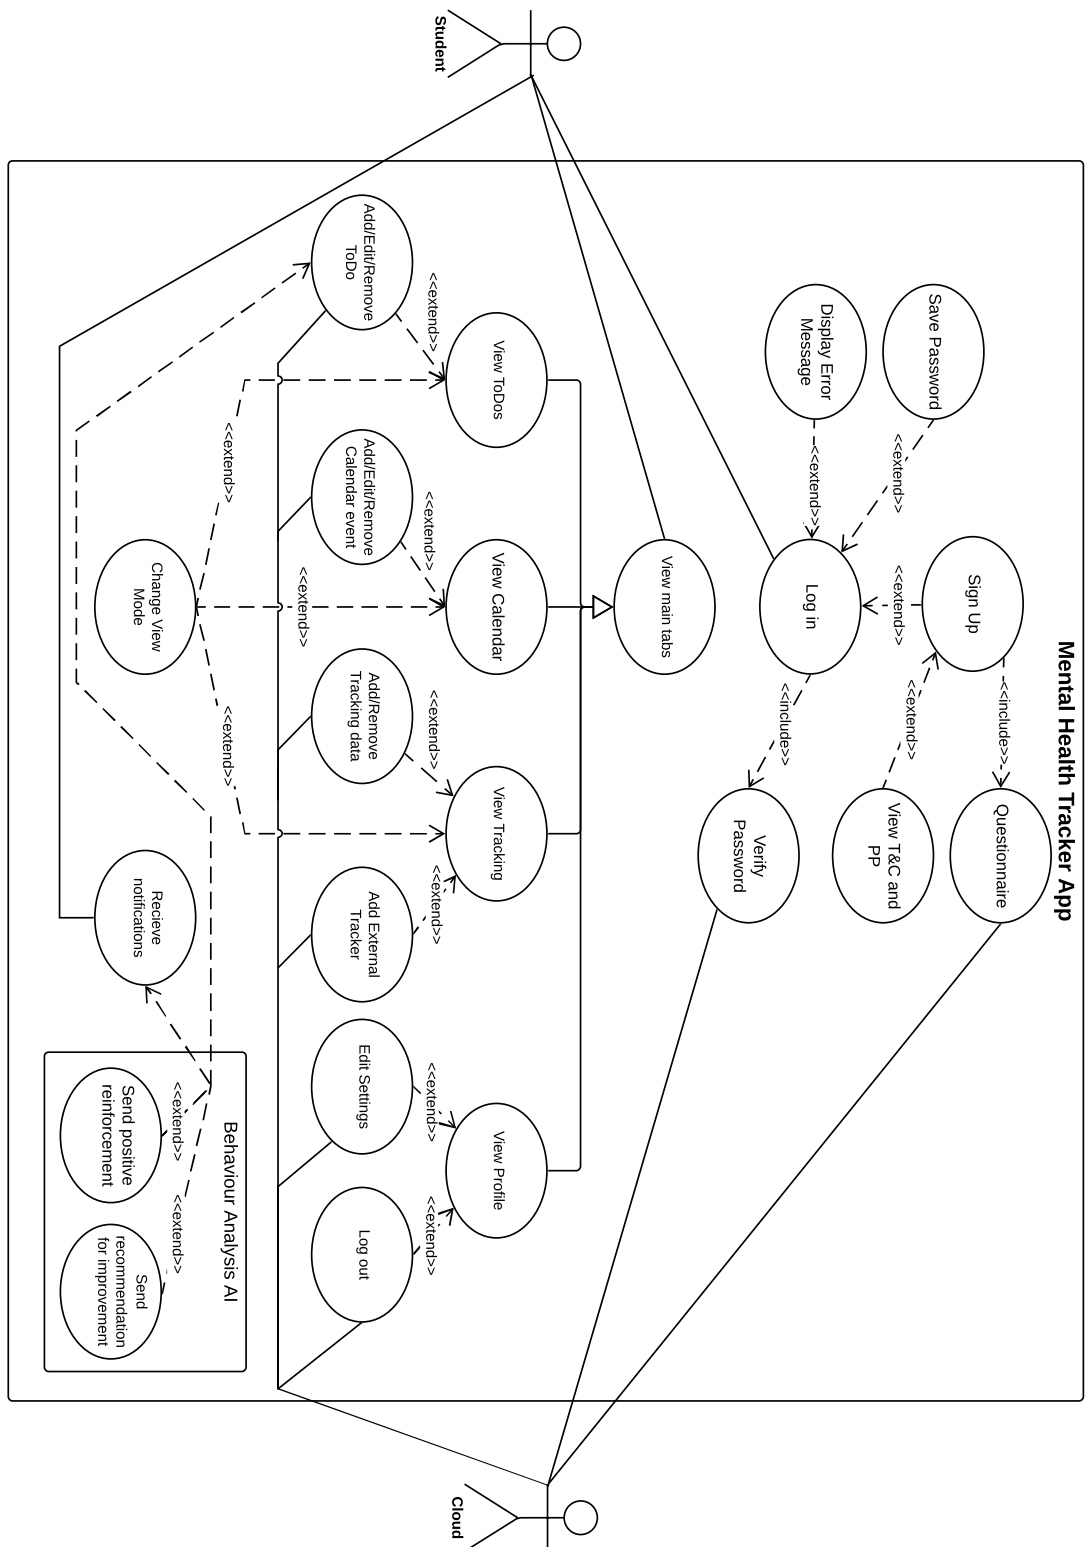 Mental Health Tracker App
Student
Save Password
Display Error
Message
<<extend>>
<<extend>>
Sign Up
Log in
<<extend>>
<<include>>
<<extend>>
<<include>>
Questionnaire
View T&C and
PP
Verify
Password
View main tabs
View ToDos
View Calendar
View Tracking
View Profile
<<extend>>
<<extend>>
<<extend>>
<<extend>>
<<extend>>
<<extend>>
Add/Edit/Remove
ToDo
Add/Edit/Remove
Calendar event
Add/Remove
Tracking data
Add External
Tracker
Edit Settings
Log out
<<extend>>
<<extend>>
<<extend>>
Change View
Mode
Recieve
notifications
Behaviour Analysis AI
<<extend>>
<<extend>>
Send positive
reinforcement
Send
recommendation
for improvement
Cloud